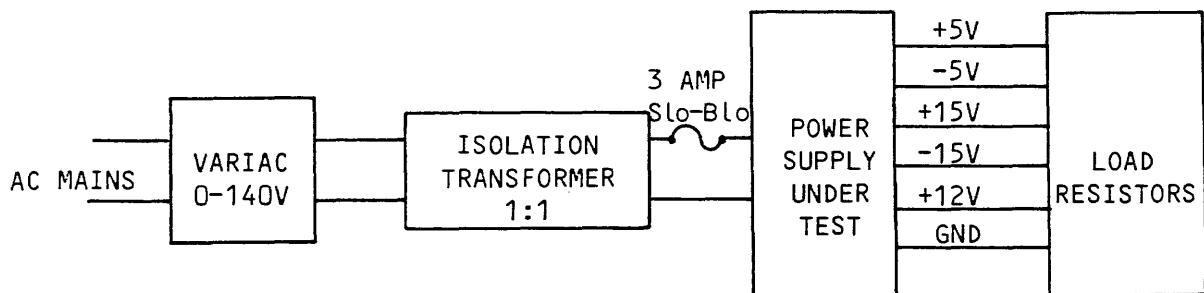 AC MAINS
VARIAC
0-140V
ISOLATION
TRANSFORMER
1:1
3 AMP
Slo-Blo
POWER
SUPPLY
UNDER
TEST
+5V
-5V
+15V
-15V
+12V
GND
LOAD
RESISTORS